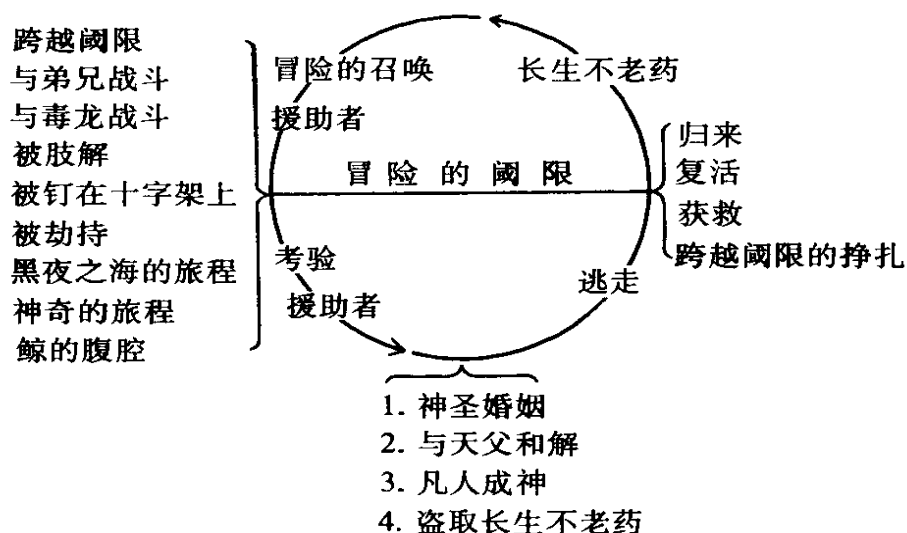 跨越阈限
与弟兄战斗
与毒龙战斗
被肢解
被钉在十字架上
被劫持
黑夜之海的旅程
神奇的旅程
鲸的腹腔
冒险的召唤
援助者
冒险的阈限
考验
援助者
长生不老药
归来
复活
获救
跨越阈限的挣扎
逃走
1. 神圣婚姻
2. 与天父和解
3. 凡人成神
4. 盗取长生不老药